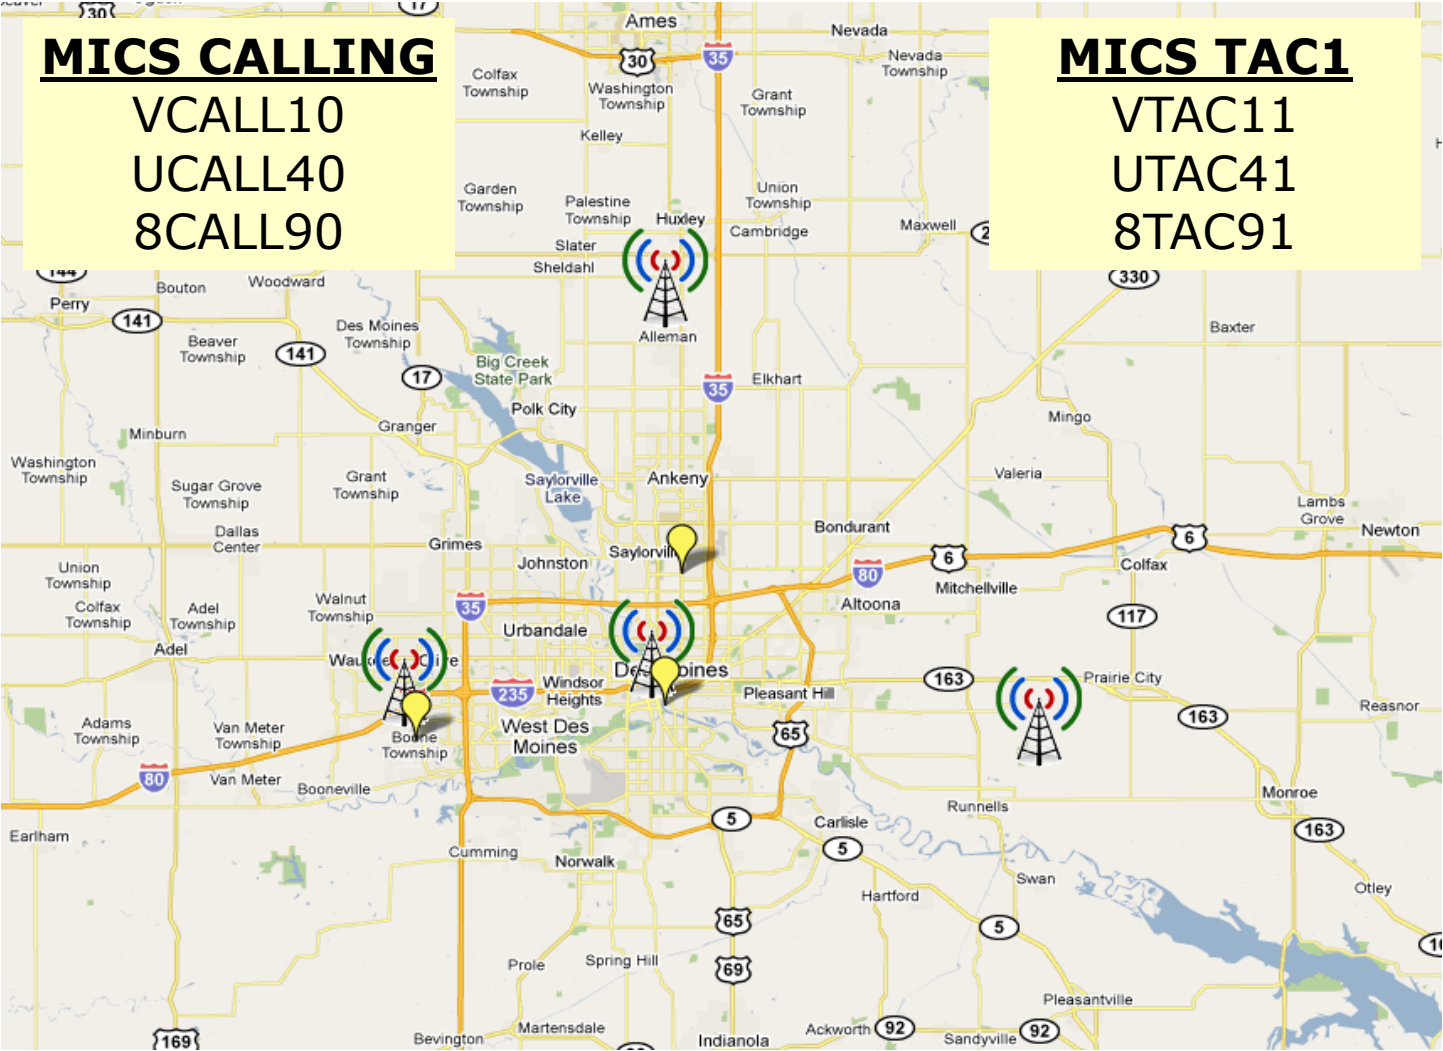 MICS CALLING
VCALL10
UCALL40
8CALL90
MICS TAC1
VTAC11
UTAC41
8TAC91
30
17
Ames
Nevada
30
35
Nevada
Township
Colfax
Township
Washington
Township
Grant
Township
Kelley
Garden
Township
Palestine
Township
Huxley
Union
Township
Cambridge
Maxwell
Slater
Sheldahl
144
Bouton
Woodward
330
Perry
141
Des Moines
Township
Alleman
Baxter
Beaver
Township
141
Big Creek
State Park
17
35
Elkhart
Polk City
Mingo
Granger
Minburn
Washington
Township
Sugar Grove
Township
Grant
Township
Saylorville
Lake
Ankeny
Valeria
Lambs
Grove
Dallas
Center
Bondurant
Newton
Grimes
Johnston
6
6
Union
Township
80
Mitchellville
Colfax
Colfax
Township
Adel
Township
Walnut
Township
35
Altoona
117
Urbandale
Adel
Windsor
Heights
235
Pleasant Hill
163
Prairie City
163
Reasnor
Adams
Township
Van Meter
Township
Township
West Des
Moines
65
80
Van Meter
Booneville
Monroe
Runnells
163
Earlham
5
Carlisle
5
Cumming
Norwalk
Swan
Otley
Hartford
65
5
Prole
Spring Hill
69
Pleasantville
169
Bevington
Martensdale
Indianola
Ackworth
92
Sandyville
92